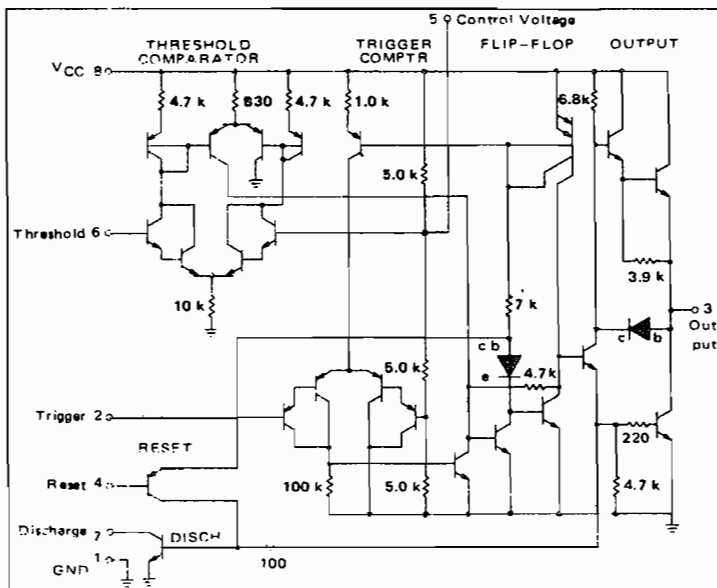 5 Control Voltage
THRESHOLD COMPARATOR
TRIGGER COMPTR
FLIP-FLOP
OUTPUT
VCC 8
4.7 k
830
4.7 k
1.0 k
6.8k
5.0 k
Threshold 6
3.9 k
10 k
7 k
3
Out
put
c b
c b
5.0 k
e
4.7 k
Trigger 2
RESET
220
Reset 4
100 k
5.0 k
4.7 k
Discharge 7
DISCH
100
GND 1